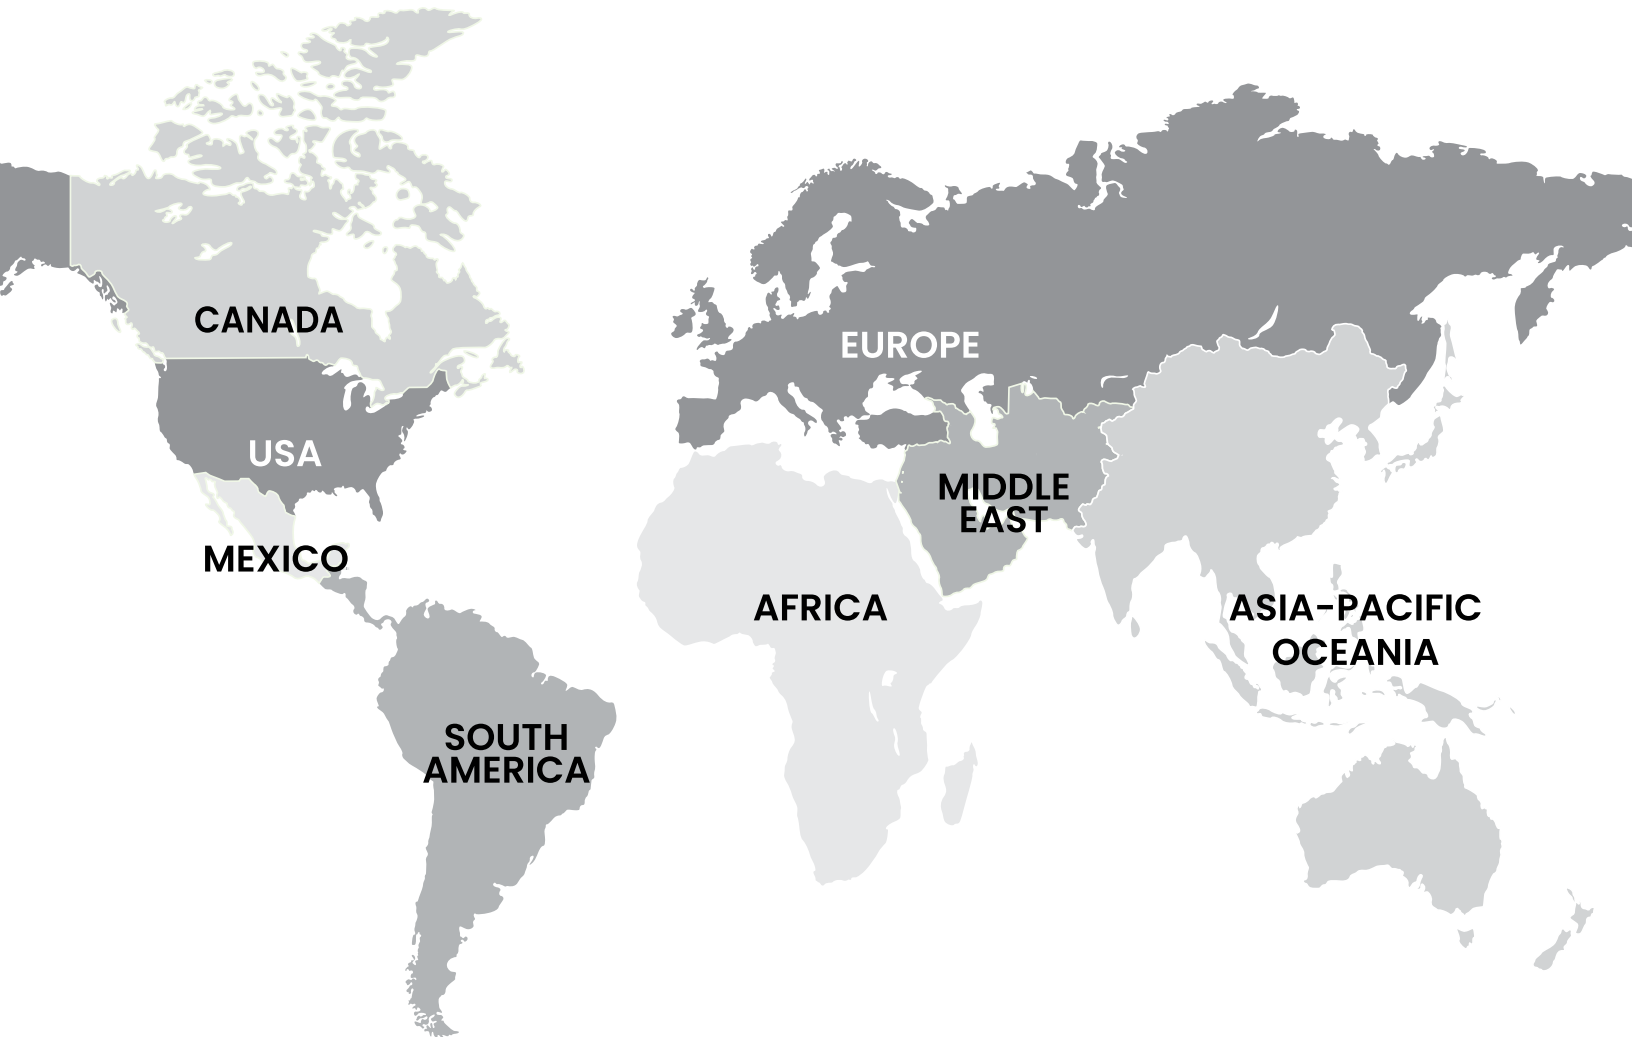 CANADA
EUROPE
USA
MIDDLE
EAST
MEXICO
AFRICA
ASIA-PACIFIC
OCEANIA
SOUTH
AMERICA